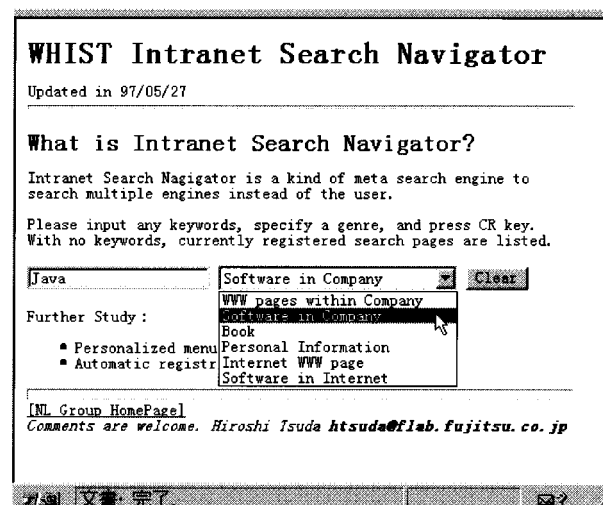 WHIST Intranet Search Navigator
Updated in 97/05/27
What is Intranet Search Navigator?
Intranet Search Nagigator is a kind of meta search engine to
search multiple engines instead of the user.
Please input any keywords, specify a genre, and press CR key.
With no keywords, currently registered search pages are listed.
Java Software in Company Clear
WWW pages within Company
Further Study : Software in Company
Book
• Personalized menu Personal Information
• Automatic registr Internet WWW page
Software in Internet
[NL Group HomePage]
Comments are welcome. Hiroshi Tsuda htsuda@flab.fujitsu.co.jp
文書: 完了.